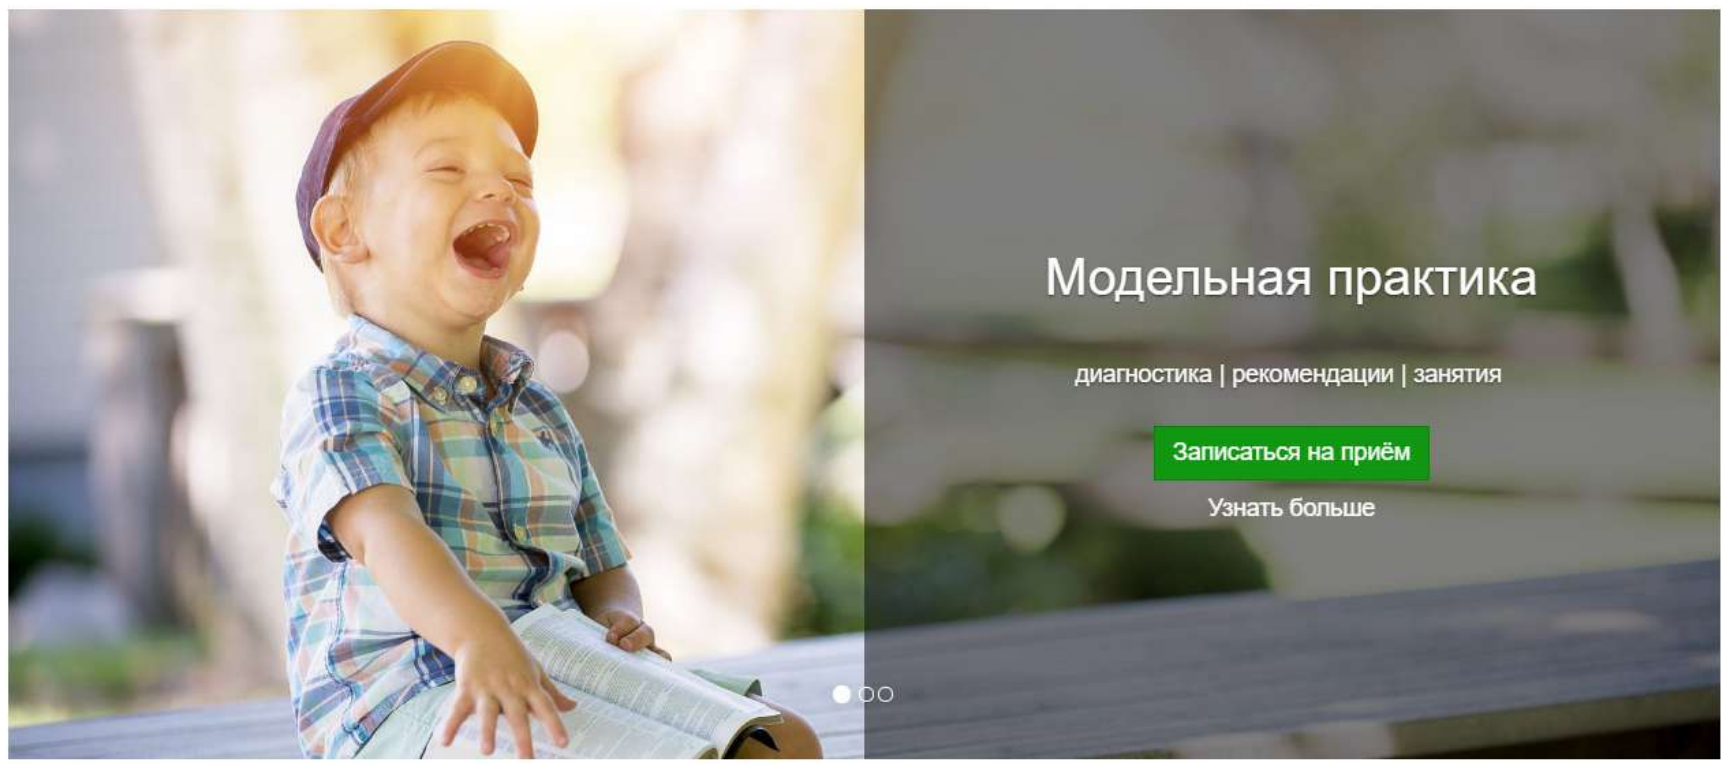 Модельная практика
диагностика | рекомендации | занятия
Записаться на приём
Узнать больше